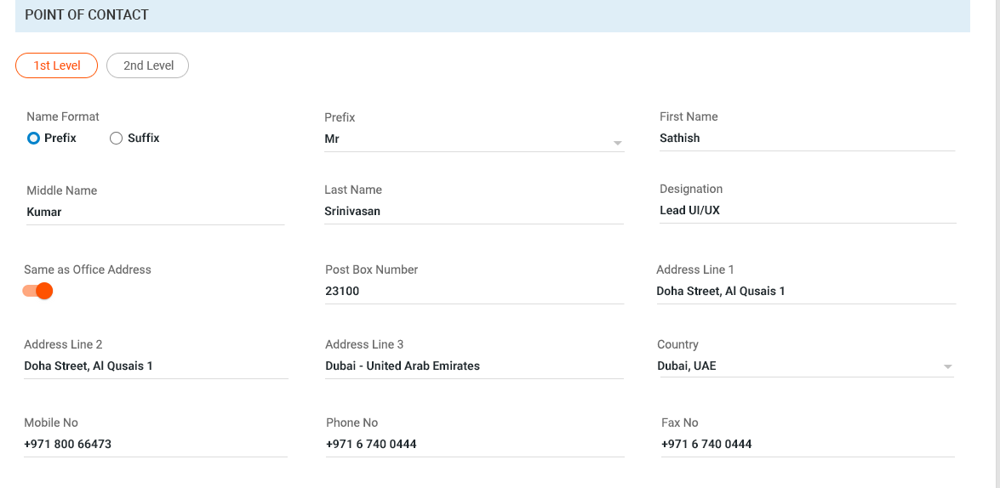 POINT OF CONTACT
1st Level 2nd Level
Name Format Prefix First Name
Prefix Suffix Mr Sathish
Middle Name Last Name Designation
Kumar Srinivasan Lead UI/UX
Same as Office Address Post Box Number Address Line 1
23100 Doha Street, Al Qusais 1
Address Line 2 Address Line 3 Country
Doha Street, Al Qusais 1 Dubai - United Arab Emirates Dubai, UAE
Mobile No Phone No Fax No
+971 800 66473 +971 6 740 0444 +971 6 740 0444